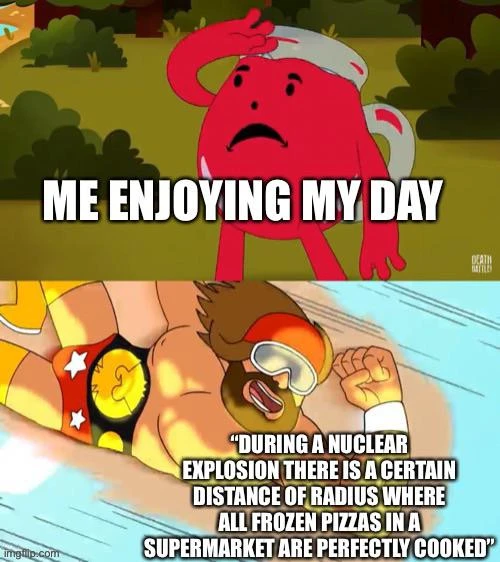 ME ENJOYING MY DAY
DEATH
BATTLE!
“DURING A NUCLEAR
EXPLOSION THERE IS A CERTAIN
DISTANCE OF RADIUS WHERE
ALL FROZEN PIZZAS IN A
SUPERMARKET ARE PERFECTLY COOKED”
imgflip.com